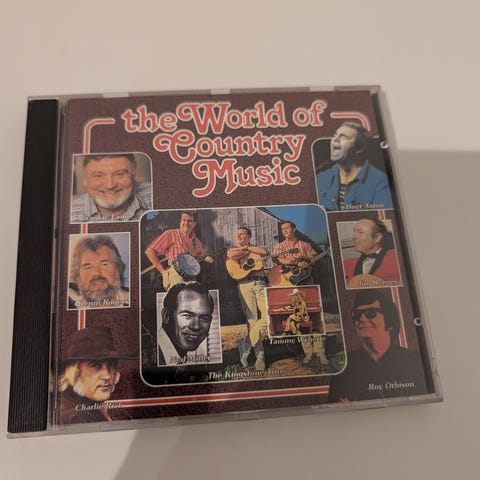 the World of
Country
Music
Frankie Laine
Hoyt Axton
Kenny Rogers
Jim Reeves
Ned Miller
Tammy Wynette
The Kingstone Trio
Charlie Rich
Roy Orbison